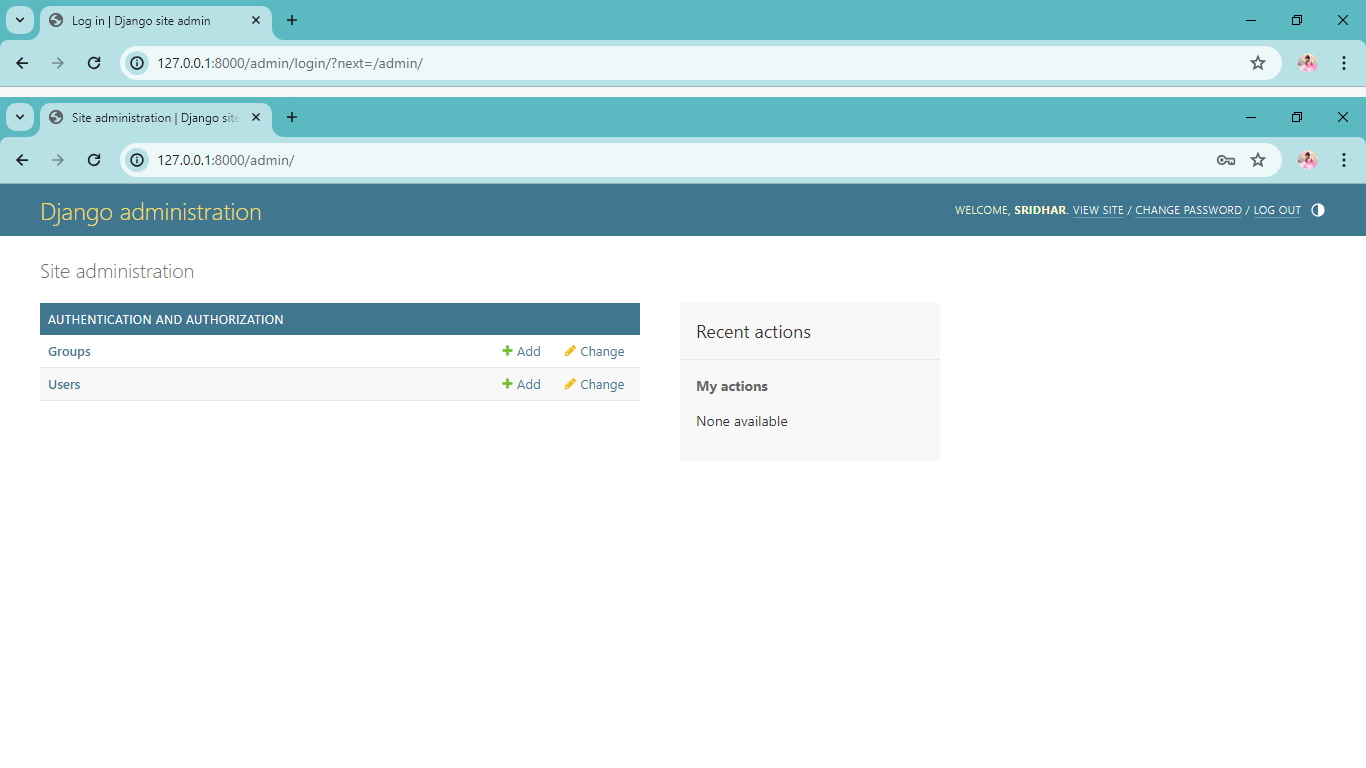 Log in | Django site admin
127.0.0.1:8000/admin/login/?next=/admin/
Site administration | Django site
127.0.0.1:8000/admin/
Django administration
WELCOME, SRIDHAR. VIEW SITE / CHANGE PASSWORD / LOG OUT
Site administration
AUTHENTICATION AND AUTHORIZATION
Groups Add Change
Users Add Change
Recent actions
My actions
None available